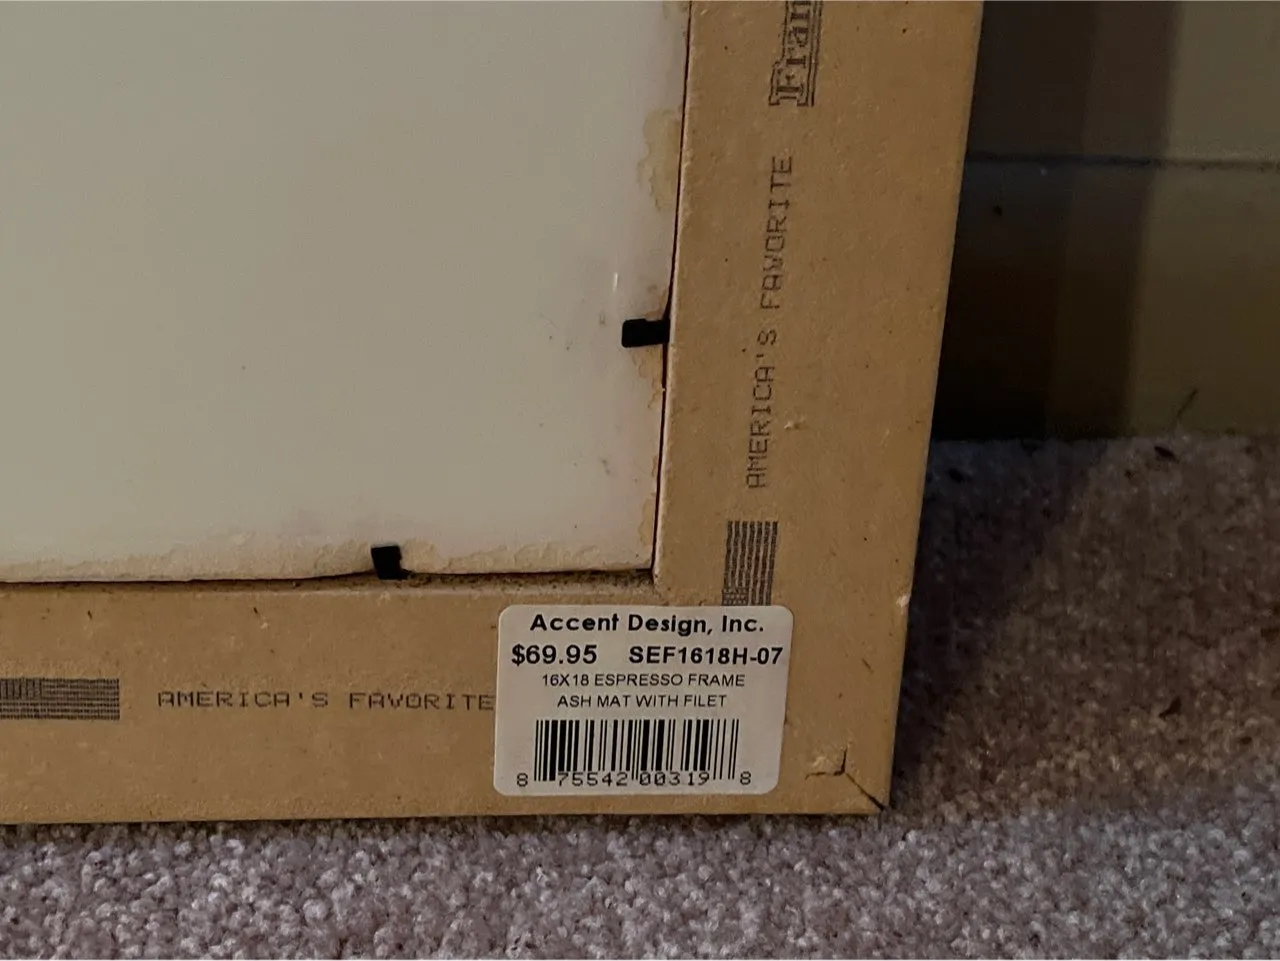 Fram
AMERICA'S FAVORITE
AMERICA'S FAVORITE
Accent Design, Inc.
$69.95 SEF1618H-07
16X18 ESPRESSO FRAME
ASH MAT WITH FILET
8 75542 00319 8